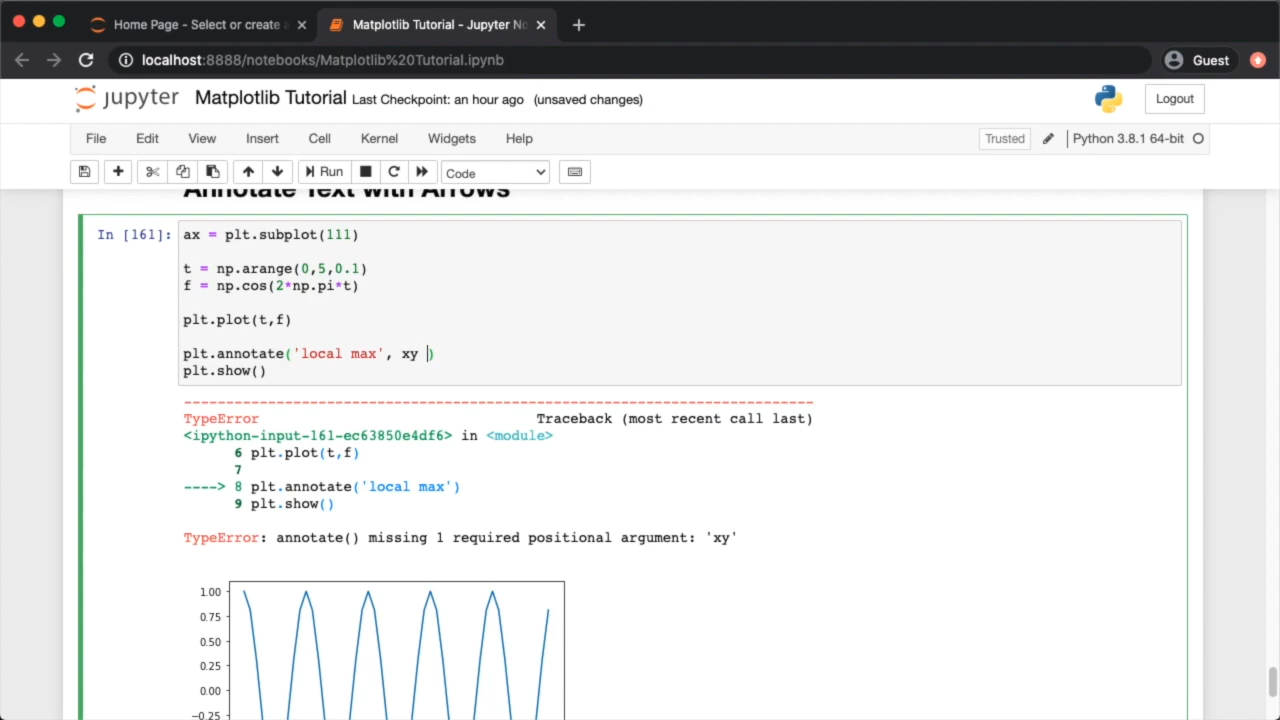 Home Page - Select or create a
Matplotlib Tutorial - Jupyter No
localhost:8888/notebooks/Matplotlib%20Tutorial.ipynb
Guest
jupyter Matplotlib Tutorial Last Checkpoint: an hour ago (unsaved changes)
Logout
File Edit View Insert Cell Kernel Widgets Help
Trusted
Python 3.8.1 64-bit
Run
Code
Annotate Text with Arrows
In [161]:
ax = plt.subplot(111)
t = np.arange(0,5,0.1)
f = np.cos(2*np.pi*t)
plt.plot(t,f)
plt.annotate('local max', xy )
plt.show()
---------------------------------------------------------------------------
TypeError Traceback (most recent call last)
<ipython-input-161-ec63850e4df6> in <module>
6 plt.plot(t,f)
7
----> 8 plt.annotate('local max')
9 plt.show()
TypeError: annotate() missing 1 required positional argument: 'xy'
1.00
0.75
0.50
0.25
0.00
−0.25